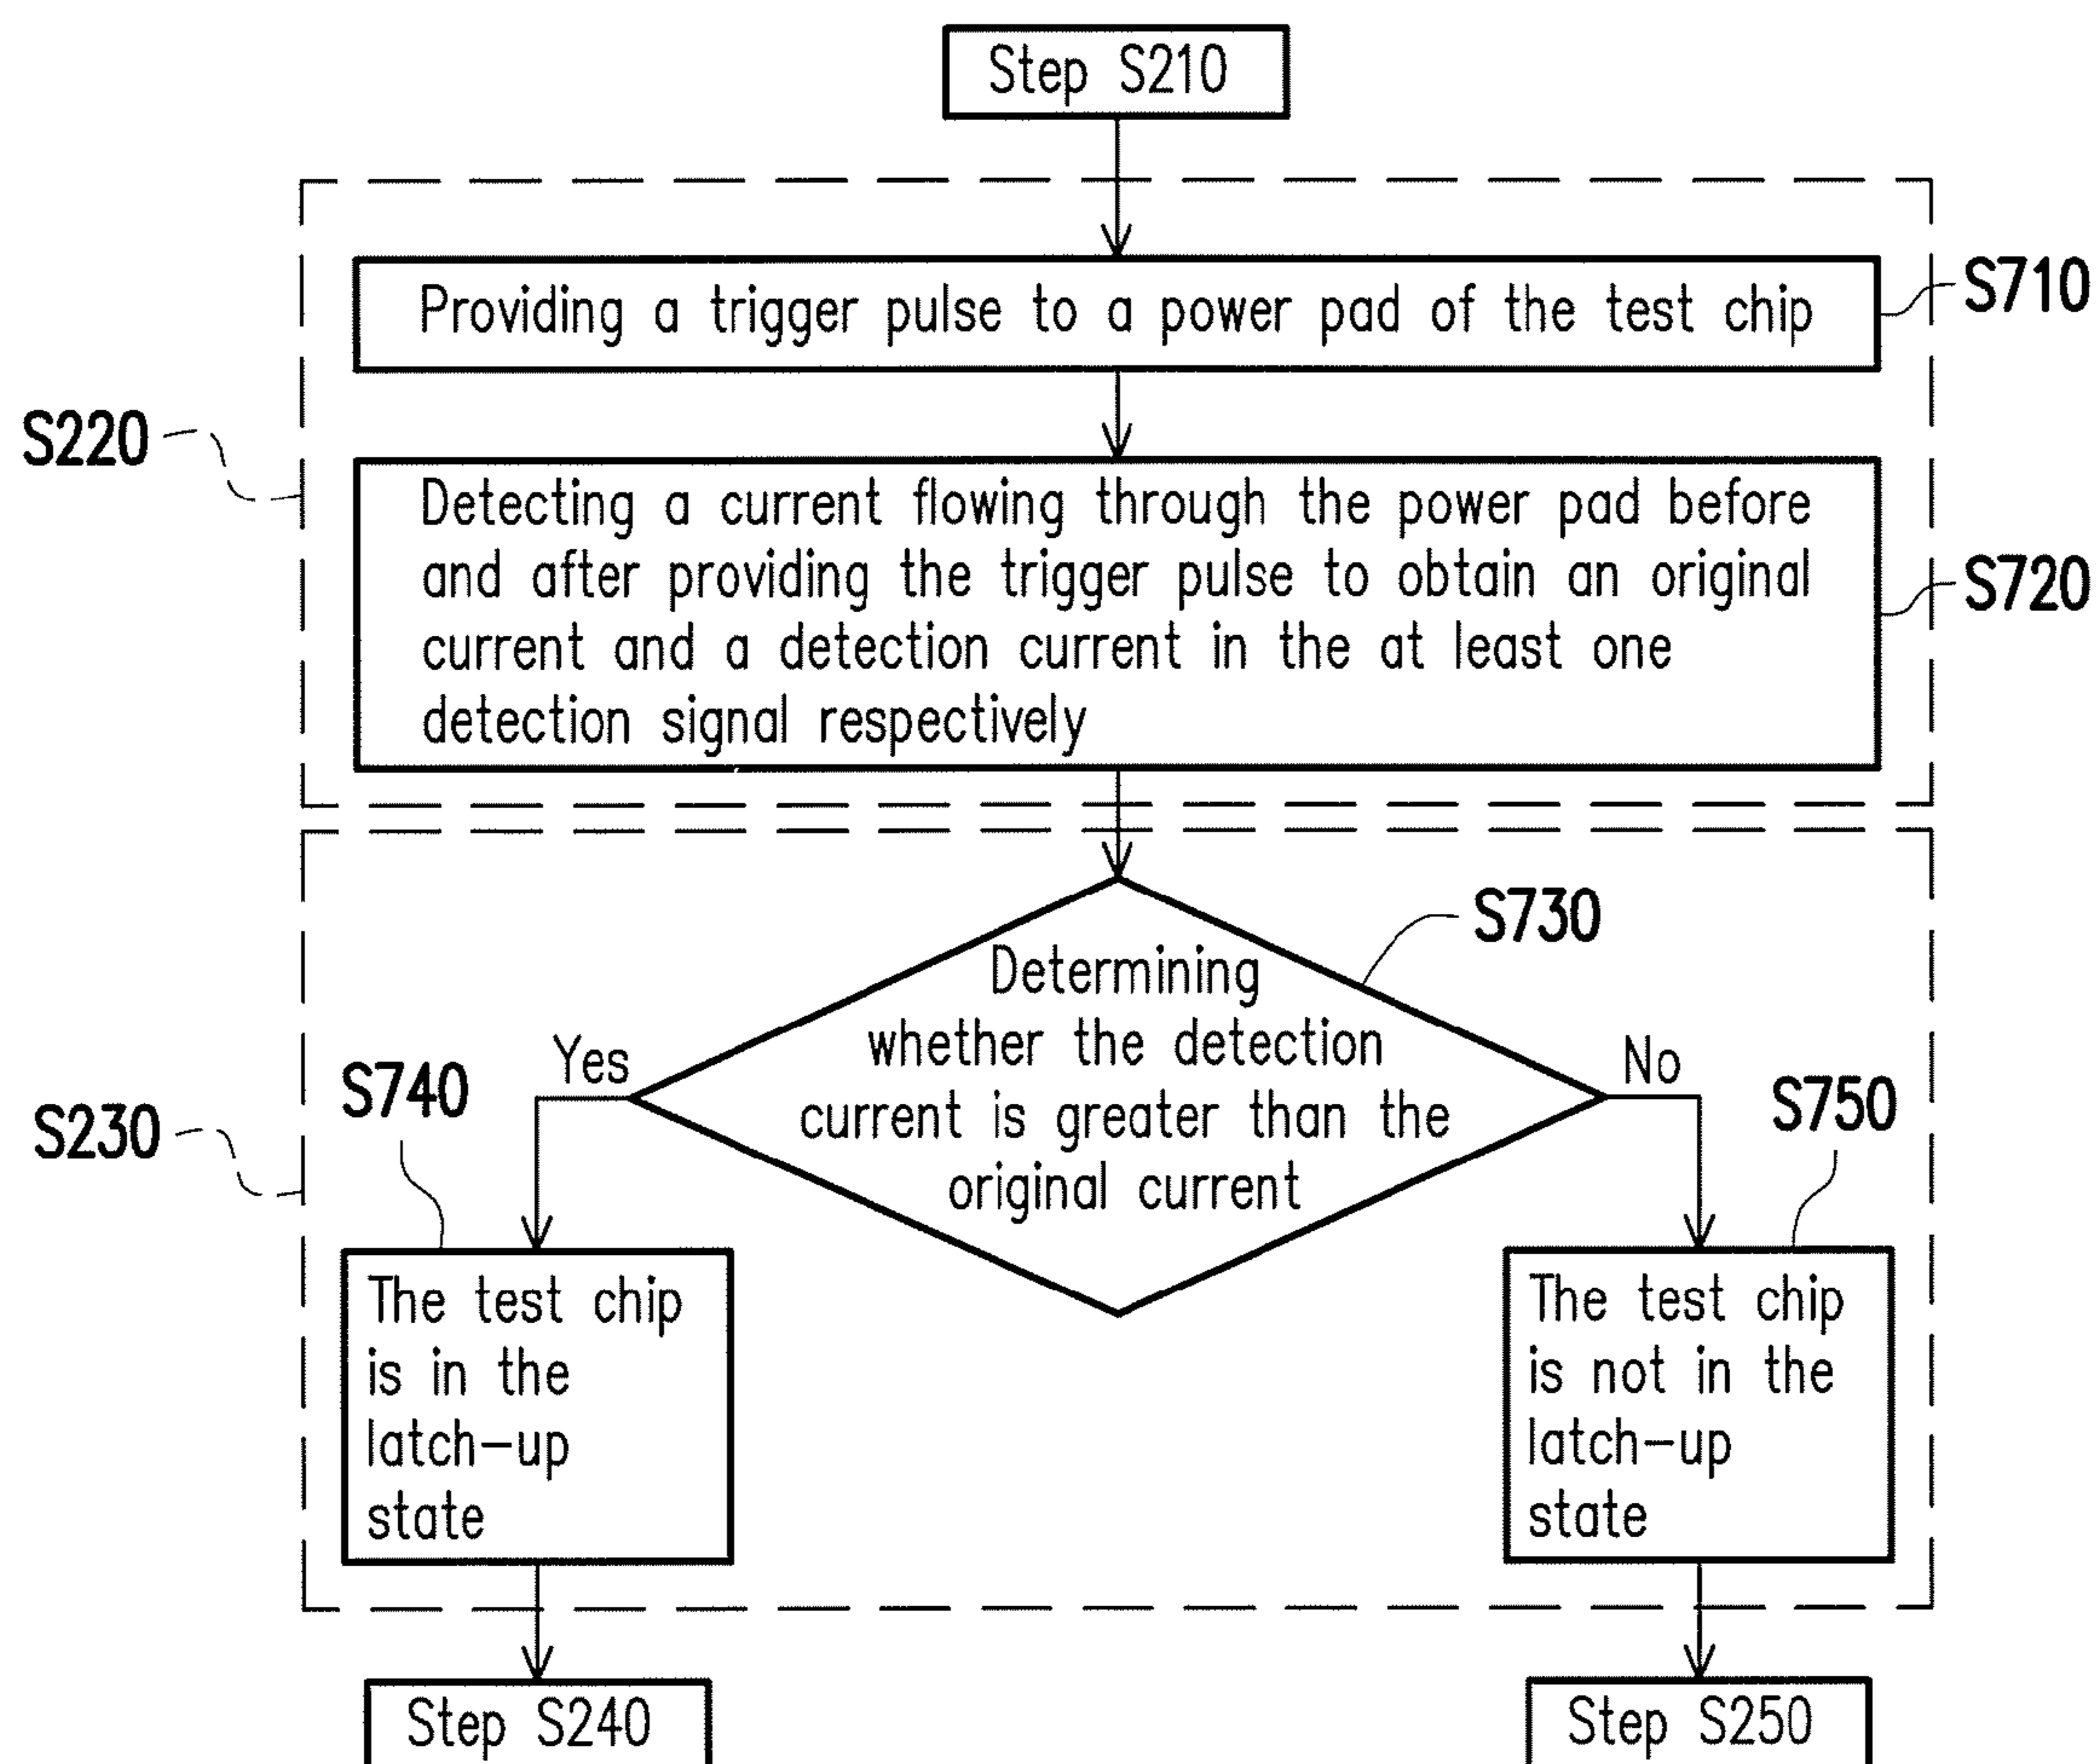 Step S210
Providing a trigger pulse to a power pad of the test chip
S710
S220
Detecting a current flowing through the power pad before
and after providing the trigger pulse to obtain an original
current and a detection current in the at least one
detection signal respectively
S720
S730
Determining
whether the detection
current is greater than the
original current
Yes
No
S740
S750
S230
The test chip
is in the
latch-up
state
The test chip
is not in the
latch-up
state
Step S240
Step S250